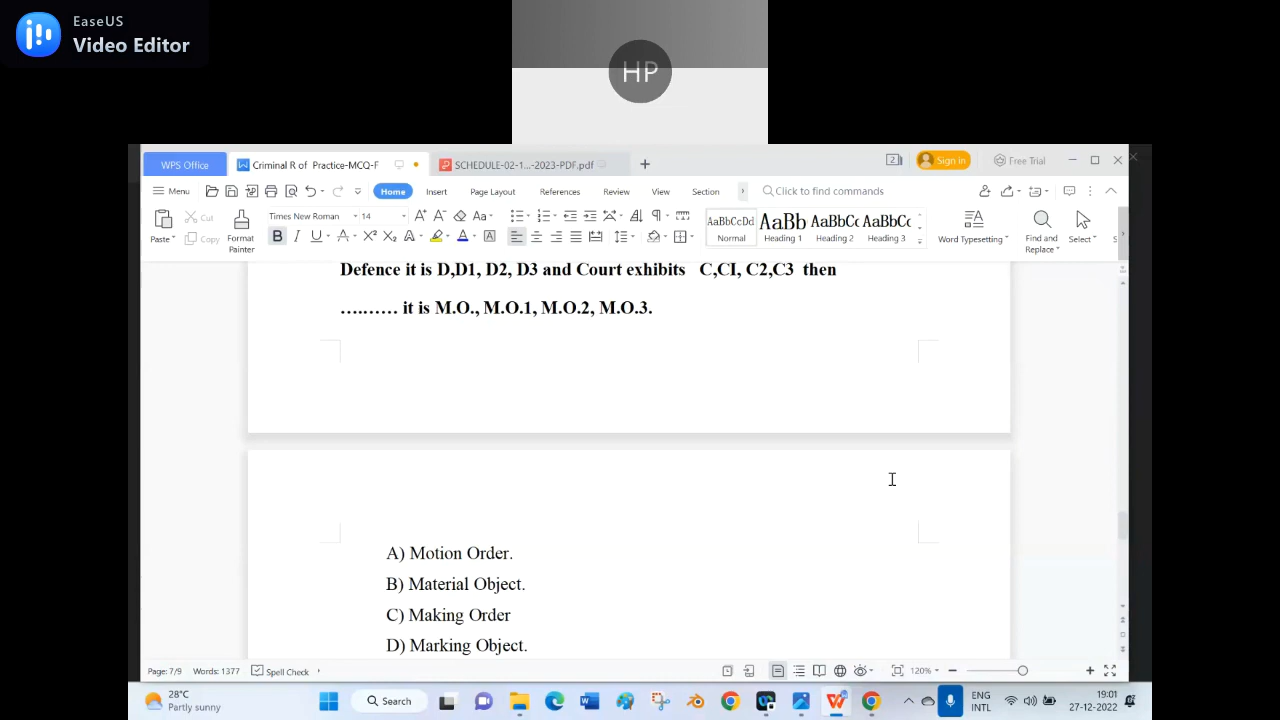 EaseUS
Video Editor
HP
WPS Office
Criminal R of Practice-MCQ-F
SCHEDULE-02-1...-2023-PDF.pdf
2
Sign in
Free Trial
Menu
Home
Insert
Page Layout
References
Review
View
Section
Click to find commands
Paste
Cut
Copy
Format
Painter
Times New Roman
14
AaBbCcDd
Normal
AaBb
Heading 1
AaBbCc
Heading 2
AaBbCc
Heading 3
Word Typesetting
Find and
Replace
Select
Defence it is D,D1, D2, D3 and Court exhibits C,CI, C2,C3 then
………. it is M.O., M.O.1, M.O.2, M.O.3.
A) Motion Order.
B) Material Object.
C) Making Order
D) Marking Object.
Page: 7/9
Words: 1377
Spell Check
120%
28°C
Partly sunny
Search
ENG
INTL
19:01
27-12-2022